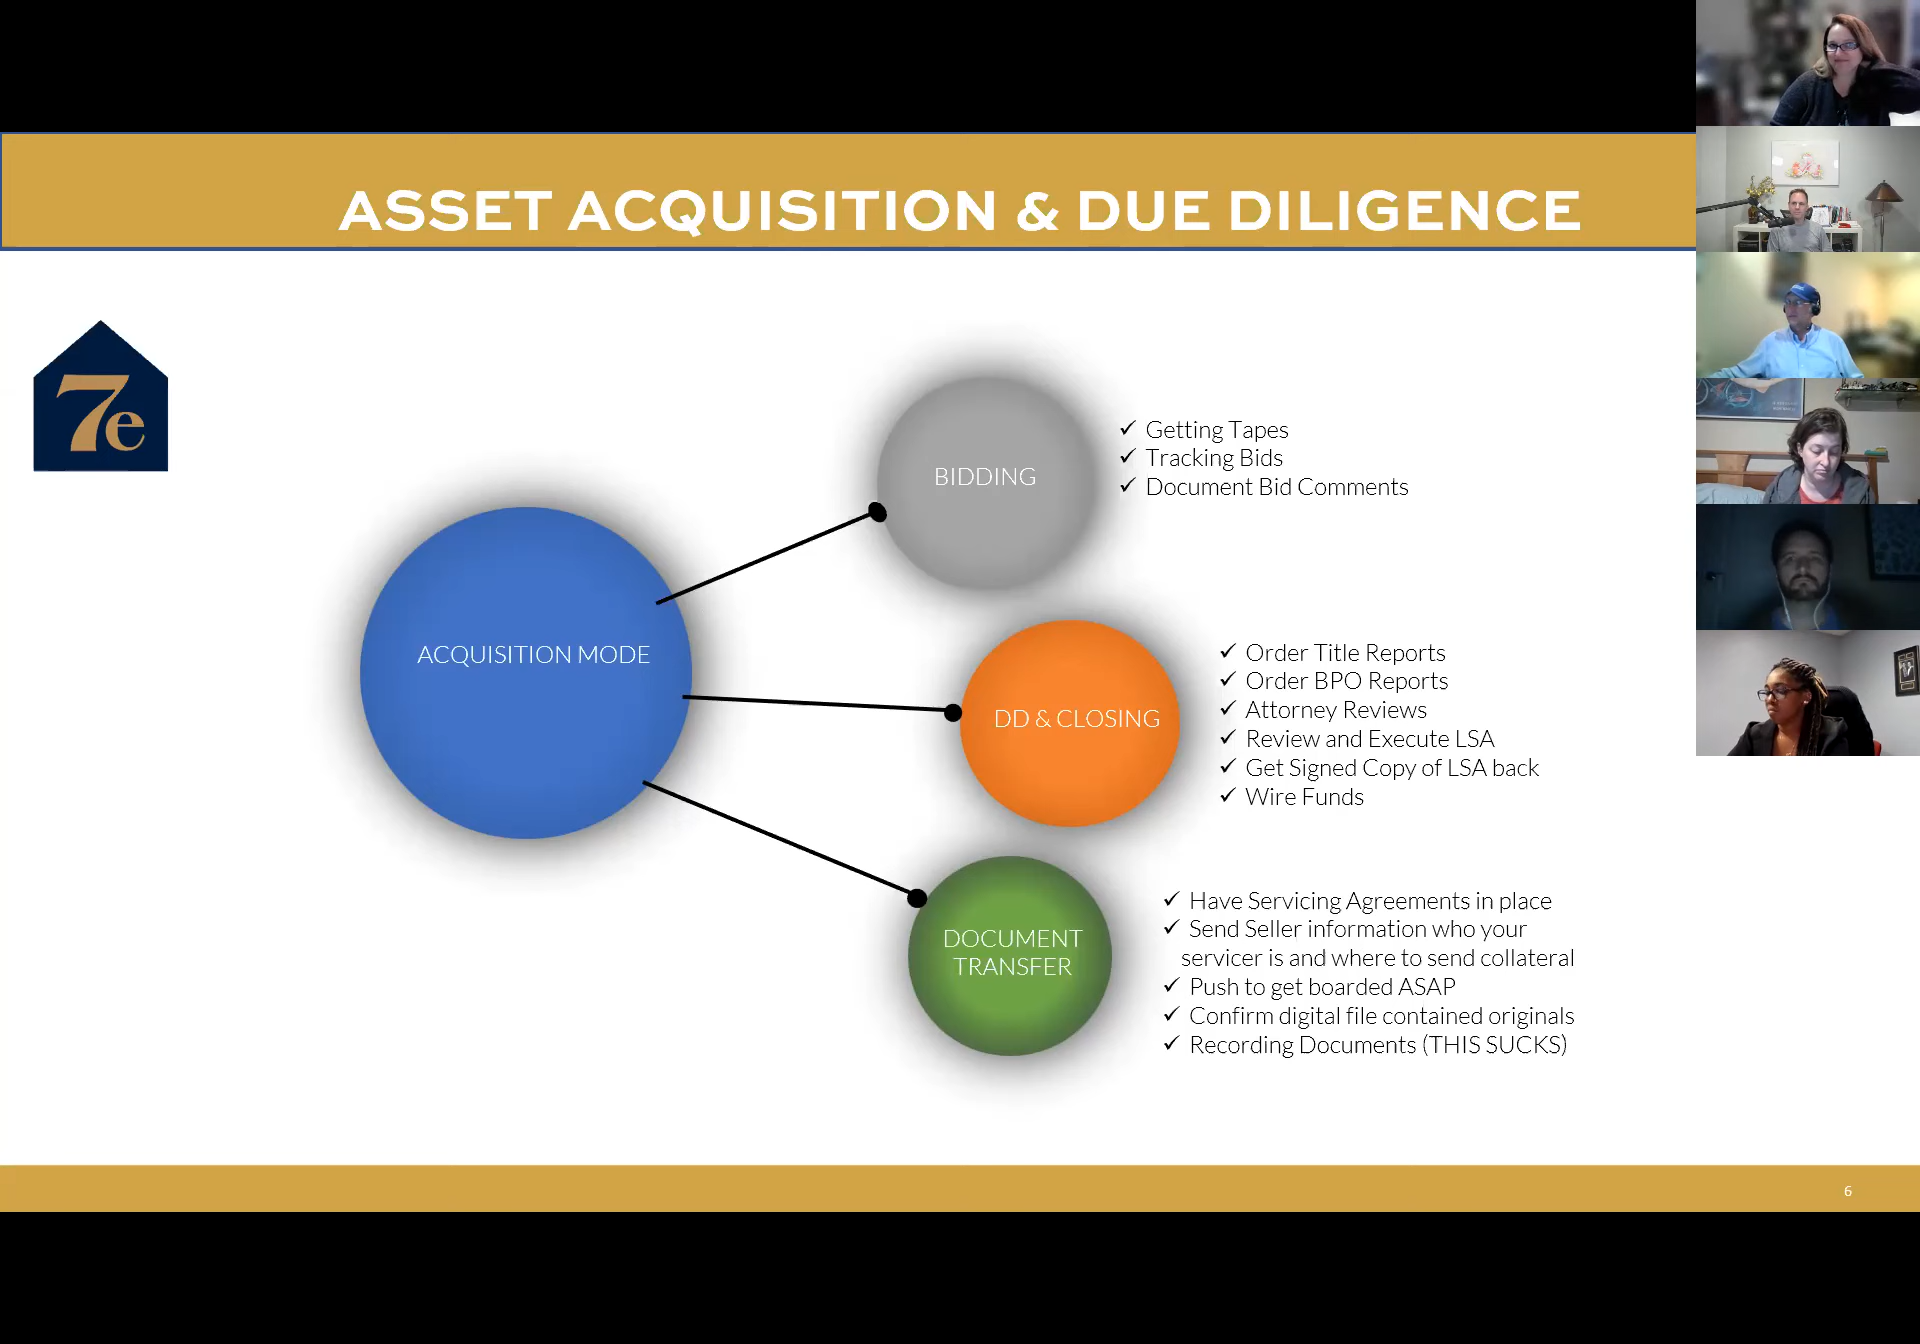 ASSET ACQUISITION & DUE DILIGENCE
7e
BIDDING
✓ Getting Tapes
✓ Tracking Bids
✓ Document Bid Comments
ACQUISITION MODE
DD & CLOSING
✓ Order Title Reports
✓ Order BPO Reports
✓ Attorney Reviews
✓ Review and Execute LSA
✓ Get Signed Copy of LSA back
✓ Wire Funds
DOCUMENT
TRANSFER
✓ Have Servicing Agreements in place
✓ Send Seller information who your
servicer is and where to send collateral
✓ Push to get boarded ASAP
✓ Confirm digital file contained originals
✓ Recording Documents (THIS SUCKS)
6